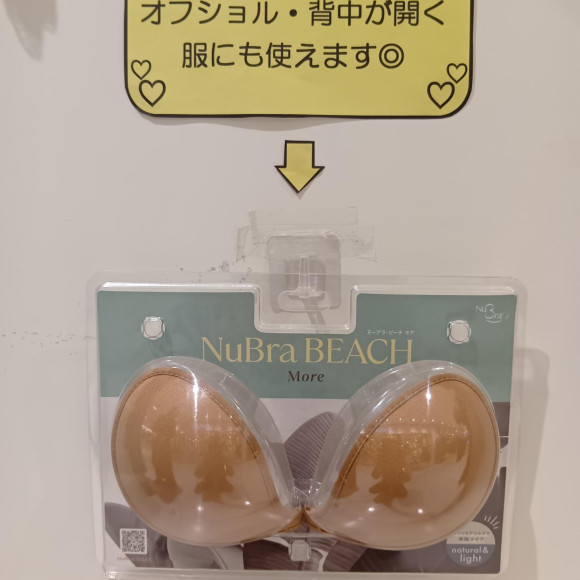 オフショル・背中が開く
服にも使えます◎
NuBra
ヌーブラ・ビーチ モア
NuBra BEACH
More
natural &
light